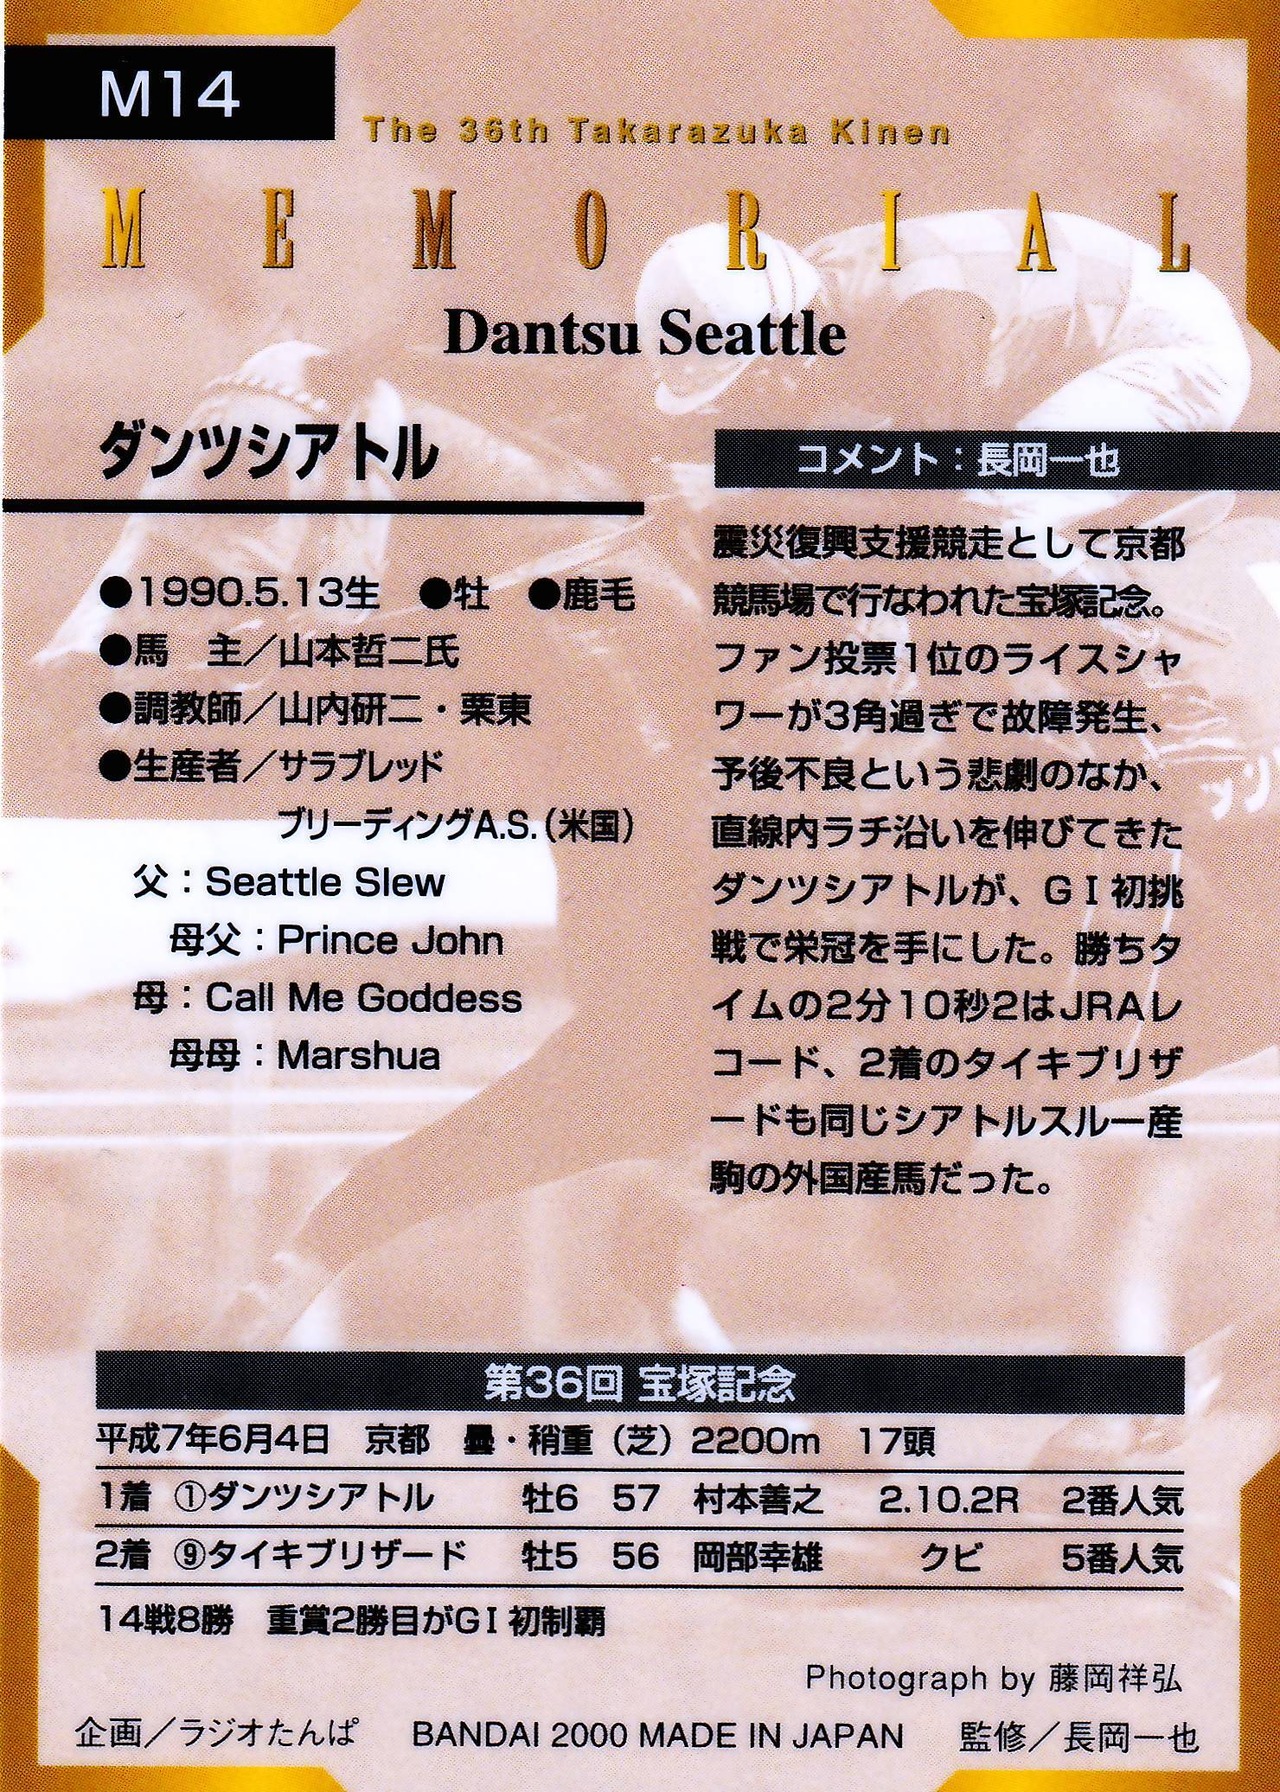 M14
The 36th Takarazuka Kinen
MEMORIAL
Dantsu Seattle
ダンツシアトル
●1990.5.13生 ●牡 ●鹿毛
●馬 主／山本哲二氏
●調教師／山内研二・栗東
●生産者／サラブレッド
ブリーディングA.S.（米国）
父：Seattle Slew
母父：Prince John
母：Call Me Goddess
母母：Marshua
コメント：長岡一也
震災復興支援競走として京都
競馬場で行なわれた宝塚記念。
ファン投票1位のライスシャ
ワーが3角過ぎで故障発生、
予後不良という悲劇のなか、
直線内ラチ沿いを伸びてきた
ダンツシアトルが、GⅠ初挑
戦で栄冠を手にした。勝ちタ
イムの2分10秒2はJRAレ
コード、2着のタイキブリザ
ードも同じシアトルスルー産
駒の外国産馬だった。
第36回 宝塚記念
平成7年6月4日 京都 曇・稍重（芝）2200m 17頭
1着 ①ダンツシアトル 牡6 57 村本善之 2.10.2R 2番人気
2着 ⑨タイキブリザード 牡5 56 岡部幸雄 クビ 5番人気
14戦8勝 重賞2勝目がGⅠ初制覇
Photograph by 藤岡祥弘
企画／ラジオたんぱ BANDAI 2000 MADE IN JAPAN 監修／長岡一也